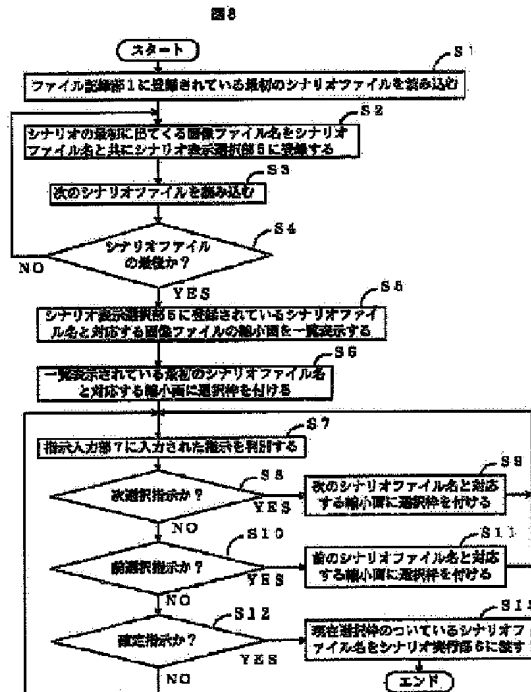 図8
スタート
S1
ファイル記録部1に登録されている最初のシナリオファイルを読み込む
S2
シナリオの最初に出てくる画像ファイル名をシナリオ
ファイル名と共にシナリオ表示選択部5に登録する
S3
次のシナリオファイルを読み込む
S4
シナリオファイル
の最後か?
NO
YES
S5
シナリオ表示選択部5に登録されているシナリオファイ
ル名と対応する画像ファイルの縮小画を一覧表示する
S6
一覧表示されている最初のシナリオファイル名
と対応する縮小画に選択枠を付ける
S7
指示入力部7に入力された指示を判別する
S8
次選択指示か?
YES
NO
S9
次のシナリオファイル名と対応
する縮小画に選択枠を付ける
S10
前選択指示か?
YES
NO
S11
前のシナリオファイル名と対応
する縮小画に選択枠を付ける
S12
確定指示か?
YES
NO
現在選択枠のついているシナリオフ
ァイル名をシナリオ実行部6に渡す
エンド